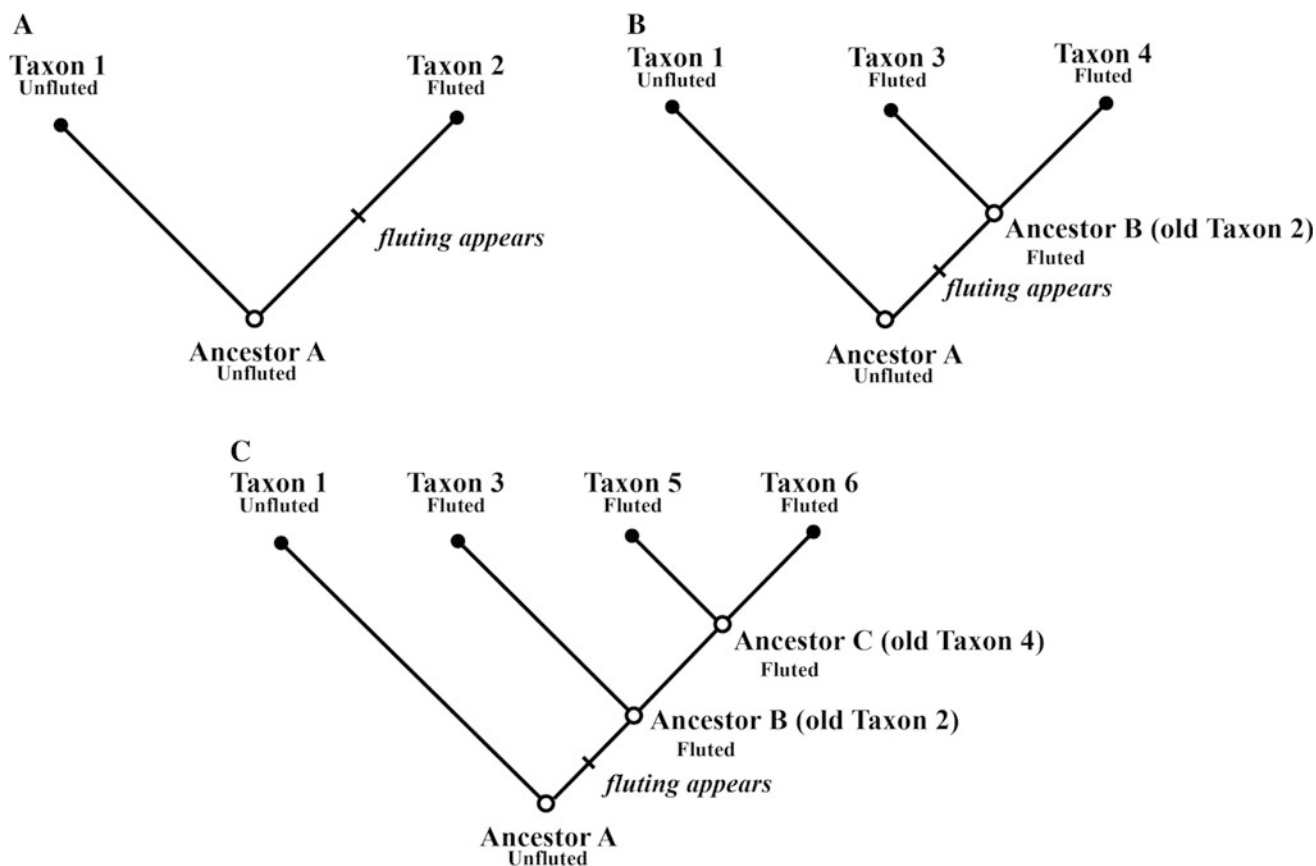 A
Taxon 1
Unfluted
Taxon 2
Fluted
fluting appears
Ancestor A
Unfluted
B
Taxon 1
Unfluted
Taxon 3
Fluted
Taxon 4
Fluted
Ancestor B (old Taxon 2)
Fluted
fluting appears
Ancestor A
Unfluted
C
Taxon 1
Unfluted
Taxon 3
Fluted
Taxon 5
Fluted
Taxon 6
Fluted
Ancestor C (old Taxon 4)
Fluted
Ancestor B (old Taxon 2)
Fluted
fluting appears
Ancestor A
Unfluted